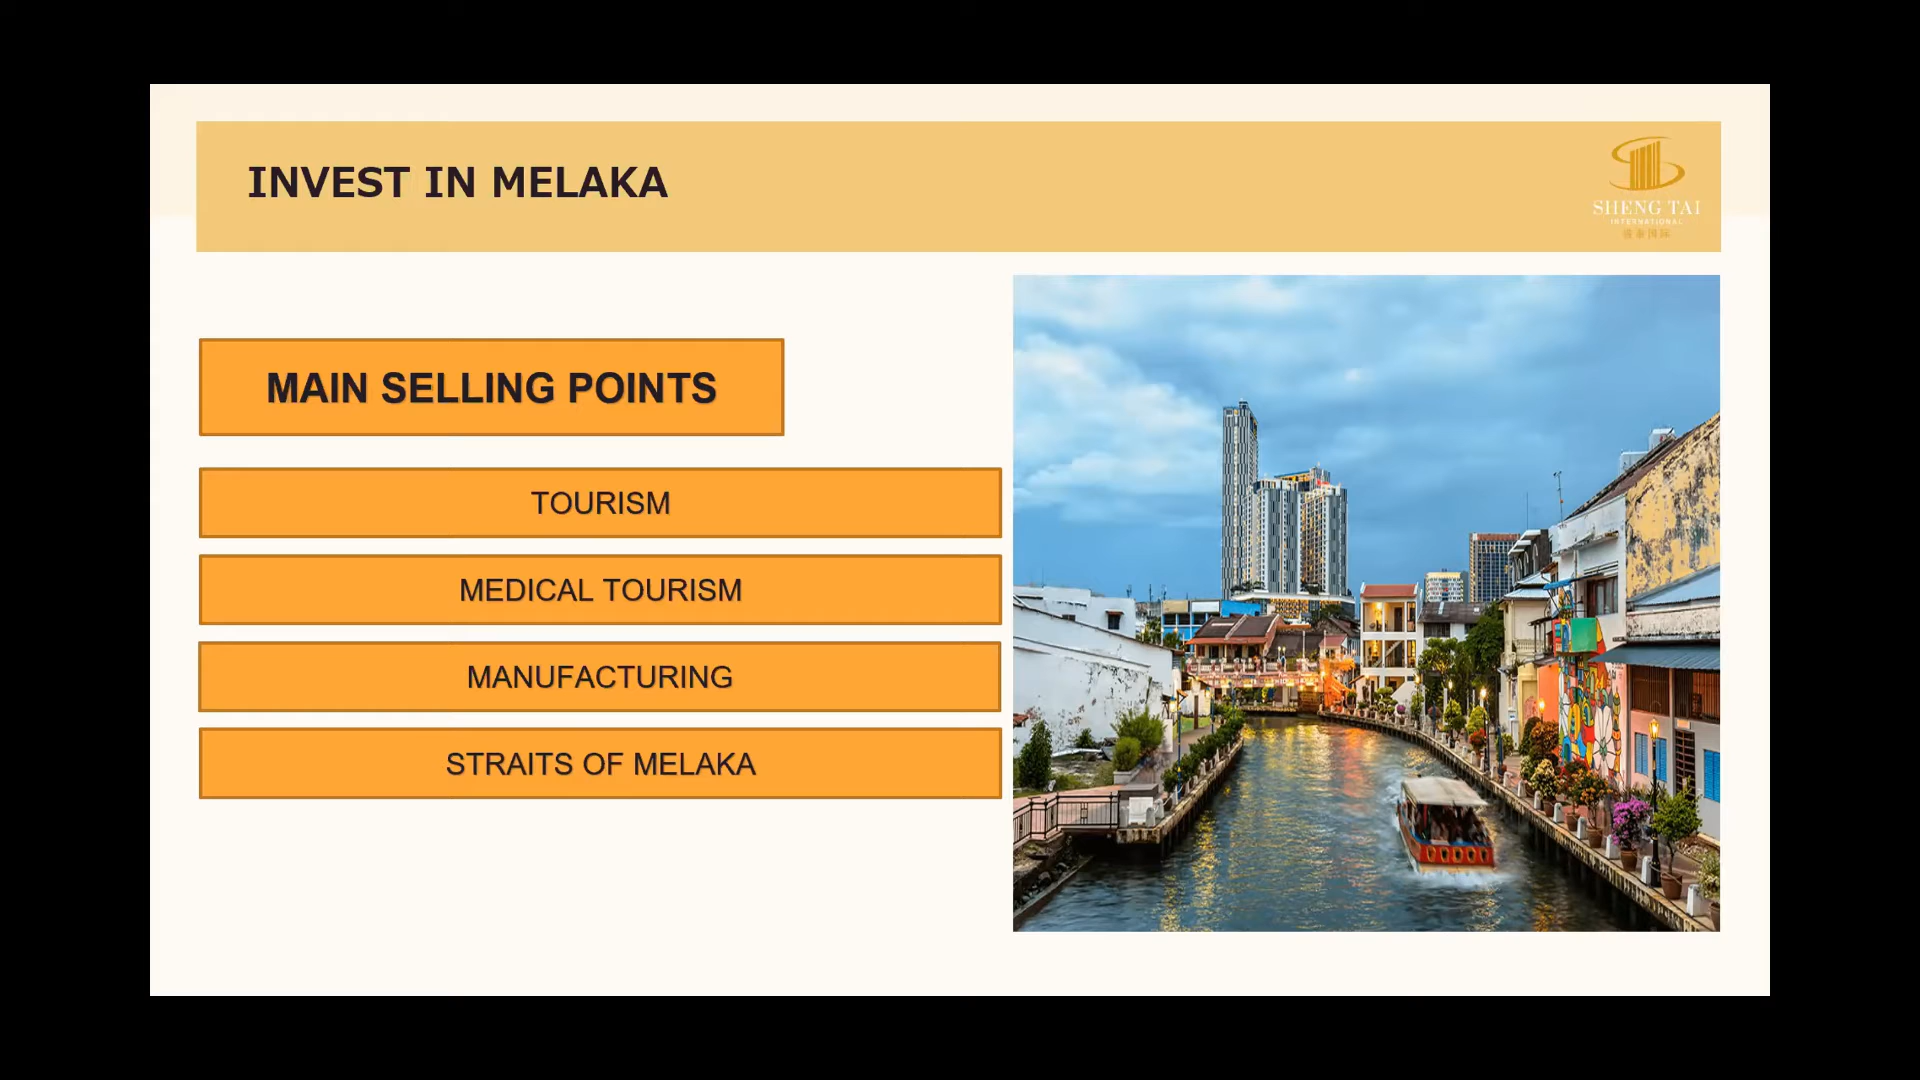 INVEST IN MELAKA
SHENG TAI
INTERNATIONAL
MAIN SELLING POINTS
TOURISM
MEDICAL TOURISM
MANUFACTURING
STRAITS OF MELAKA